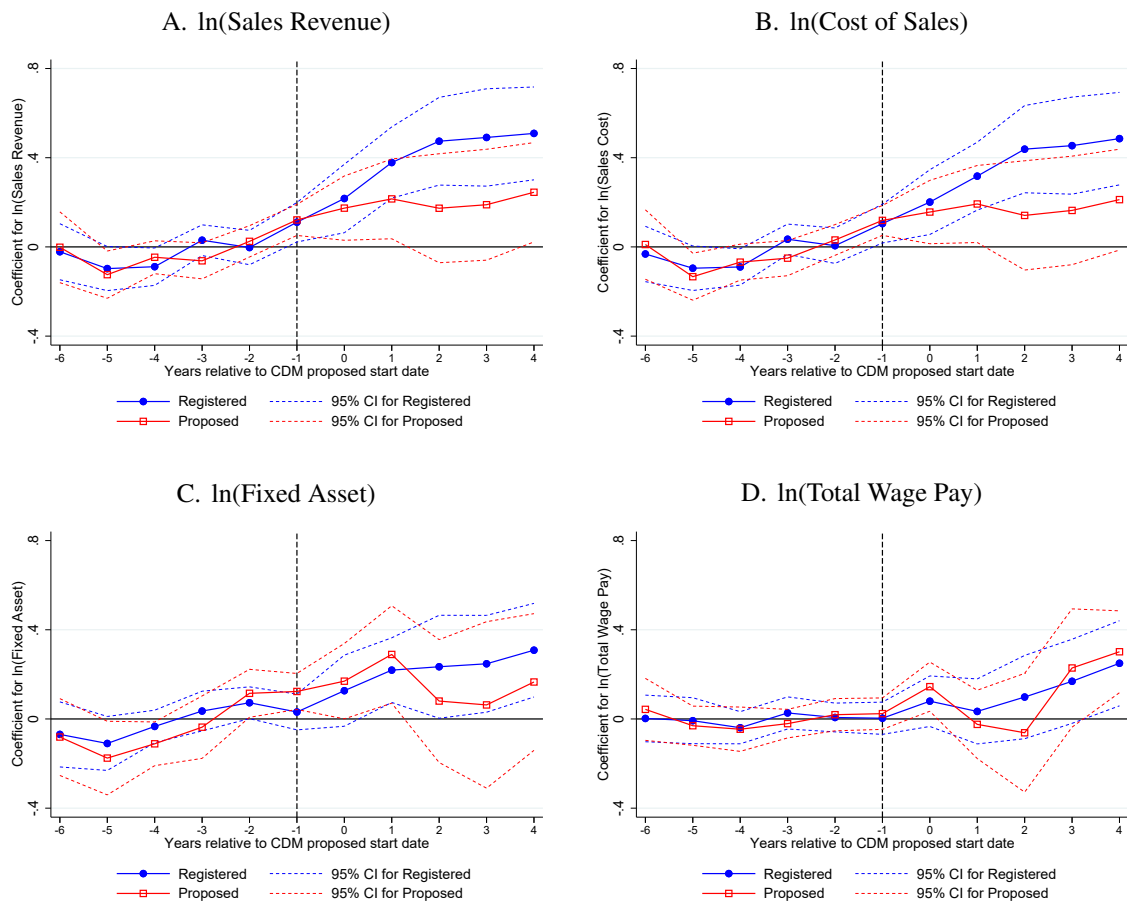 A. ln(Sales Revenue)
Coefficient for ln(Sales Revenue)
.8
.4
0
-.4
-6 -5 -4 -3 -2 -1 0 1 2 3 4
Years relative to CDM proposed start date
Registered 95% CI for Registered
Proposed 95% CI for Proposed
B. ln(Cost of Sales)
Coefficient for ln(Sales Cost)
.8
.4
0
-.4
-6 -5 -4 -3 -2 -1 0 1 2 3 4
Years relative to CDM proposed start date
Registered 95% CI for Registered
Proposed 95% CI for Proposed
C. ln(Fixed Asset)
Coefficient for ln(Fixed Asset)
.8
.4
0
-.4
-6 -5 -4 -3 -2 -1 0 1 2 3 4
Years relative to CDM proposed start date
Registered 95% CI for Registered
Proposed 95% CI for Proposed
D. ln(Total Wage Pay)
Coefficient for ln(Total Wage Pay)
.8
.4
0
-.4
-6 -5 -4 -3 -2 -1 0 1 2 3 4
Years relative to CDM proposed start date
Registered 95% CI for Registered
Proposed 95% CI for Proposed